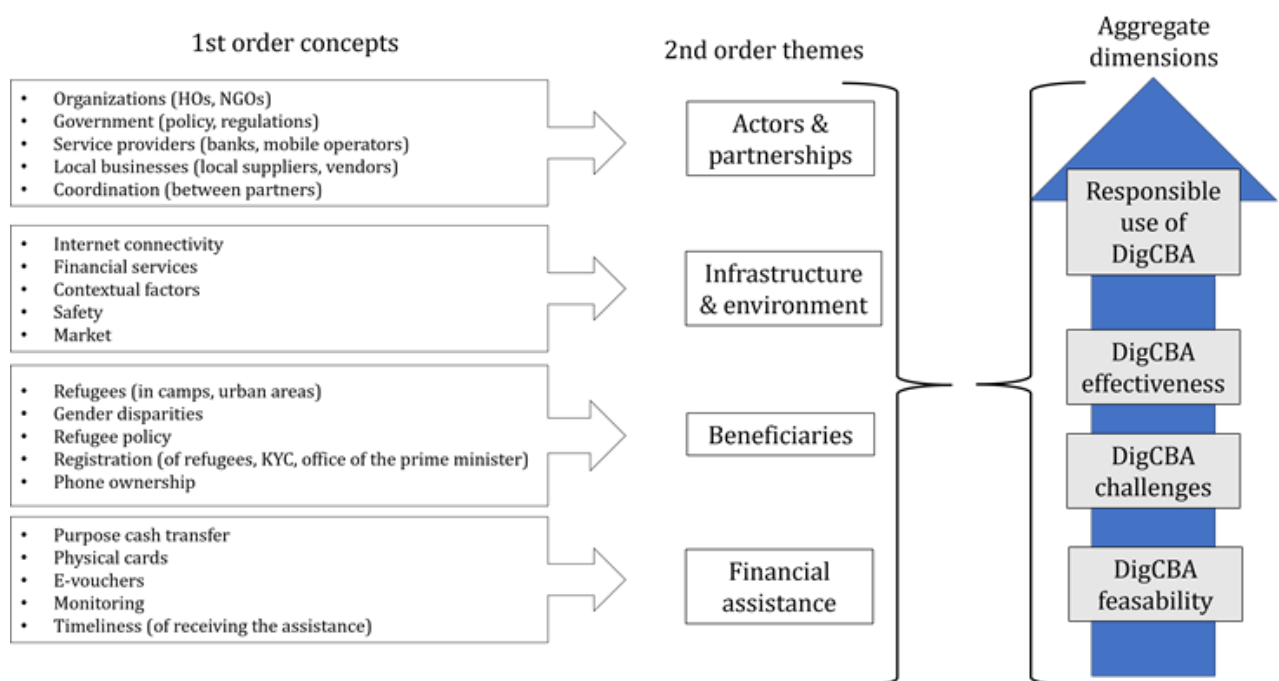 1st order concepts
2nd order themes
Aggregate
dimensions
• Organizations (HOs, NGOs)
• Government (policy, regulations)
• Service providers (banks, mobile operators)
• Local businesses (local suppliers, vendors)
• Coordination (between partners)
Actors &
partnerships
• Internet connectivity
• Financial services
• Contextual factors
• Safety
• Market
Infrastructure
& environment
• Refugees (in camps, urban areas)
• Gender disparities
• Refugee policy
• Registration (of refugees, KYC, office of the prime minister)
• Phone ownership
Beneficiaries
• Purpose cash transfer
• Physical cards
• E-vouchers
• Monitoring
• Timeliness (of receiving the assistance)
Financial
assistance
Responsible
use of
DigCBA
DigCBA
effectiveness
DigCBA
challenges
DigCBA
feasability